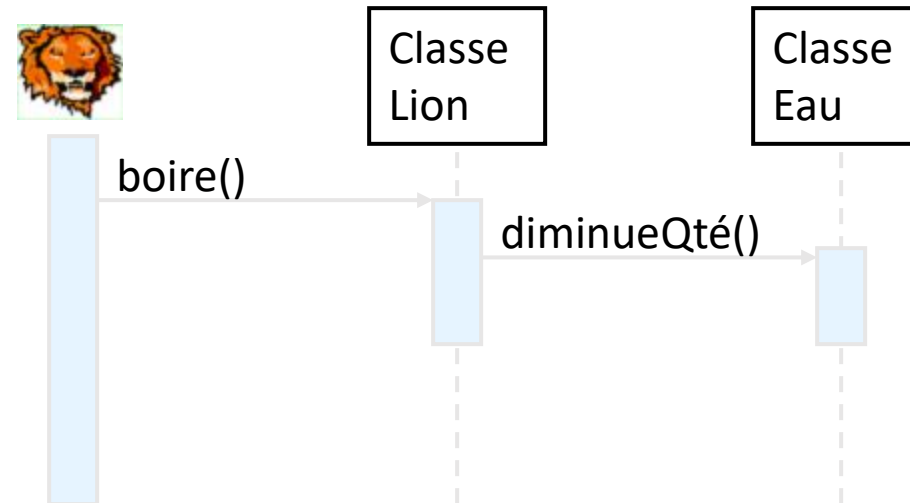 Classe
Lion
Classe
Eau
boire()
diminueQté()